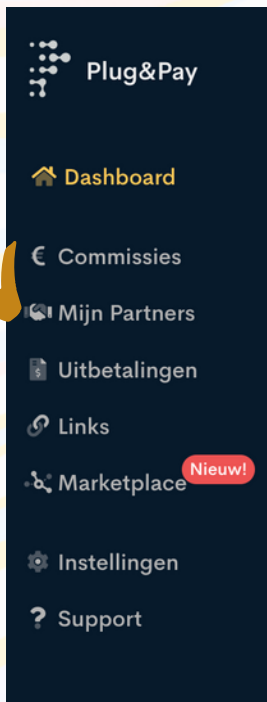 Plug&Pay
Dashboard
€ Commissies
Mijn Partners
Uitbetalingen
Links
Marketplace Nieuw!
Instellingen
? Support